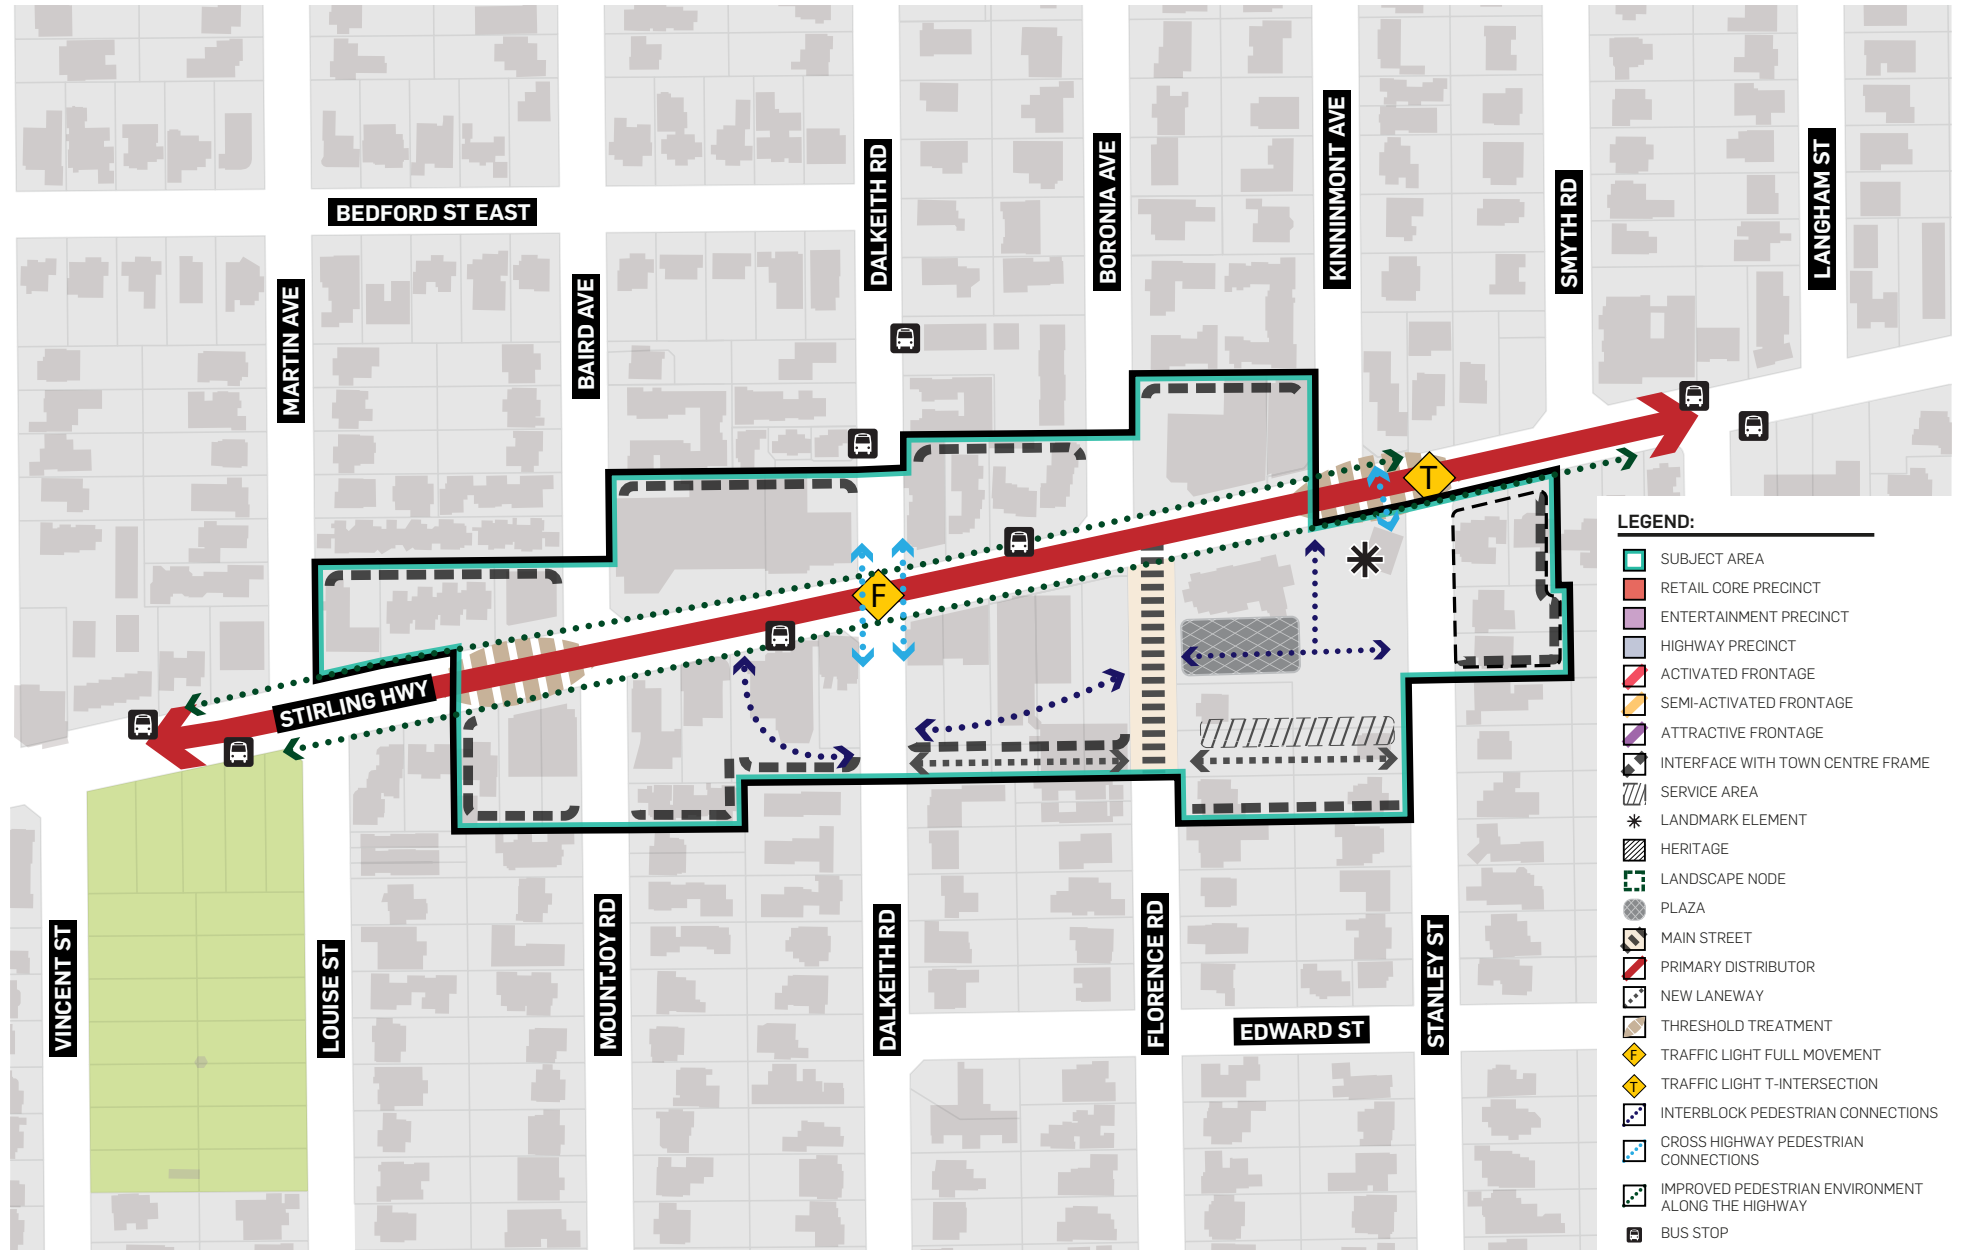 KINNINMONT AVE
LANGHAM ST
BORONIA AVE
DALKEITH RD
SMYTH RD
BEDFORD ST EAST
BAIRD AVE
MARTIN AVE
T
F
STIRLING HWY
VINCENT ST
LOUISE ST
MOUNTJOY RD
DALKEITH RD
FLORENCE RD
STANLEY ST
EDWARD ST
LEGEND:
SUBJECT AREA
RETAIL CORE PRECINCT
ENTERTAINMENT PRECINCT
HIGHWAY PRECINCT
ACTIVATED FRONTAGE
SEMI-ACTIVATED FRONTAGE
ATTRACTIVE FRONTAGE
INTERFACE WITH TOWN CENTRE FRAME
SERVICE AREA
LANDMARK ELEMENT
HERITAGE
LANDSCAPE NODE
PLAZA
MAIN STREET
PRIMARY DISTRIBUTOR
NEW LANEWAY
THRESHOLD TREATMENT
F TRAFFIC LIGHT FULL MOVEMENT
T TRAFFIC LIGHT T-INTERSECTION
INTERBLOCK PEDESTRIAN CONNECTIONS
CROSS HIGHWAY PEDESTRIAN
CONNECTIONS
IMPROVED PEDESTRIAN ENVIRONMENT
ALONG THE HIGHWAY
BUS STOP